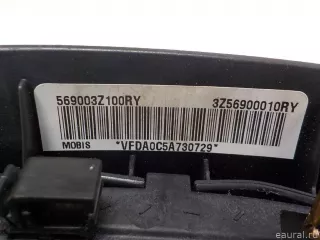 569003Z100RY 3Z56900010RY
MOBIS *VFDA0C5A730729*
© eaural.ru